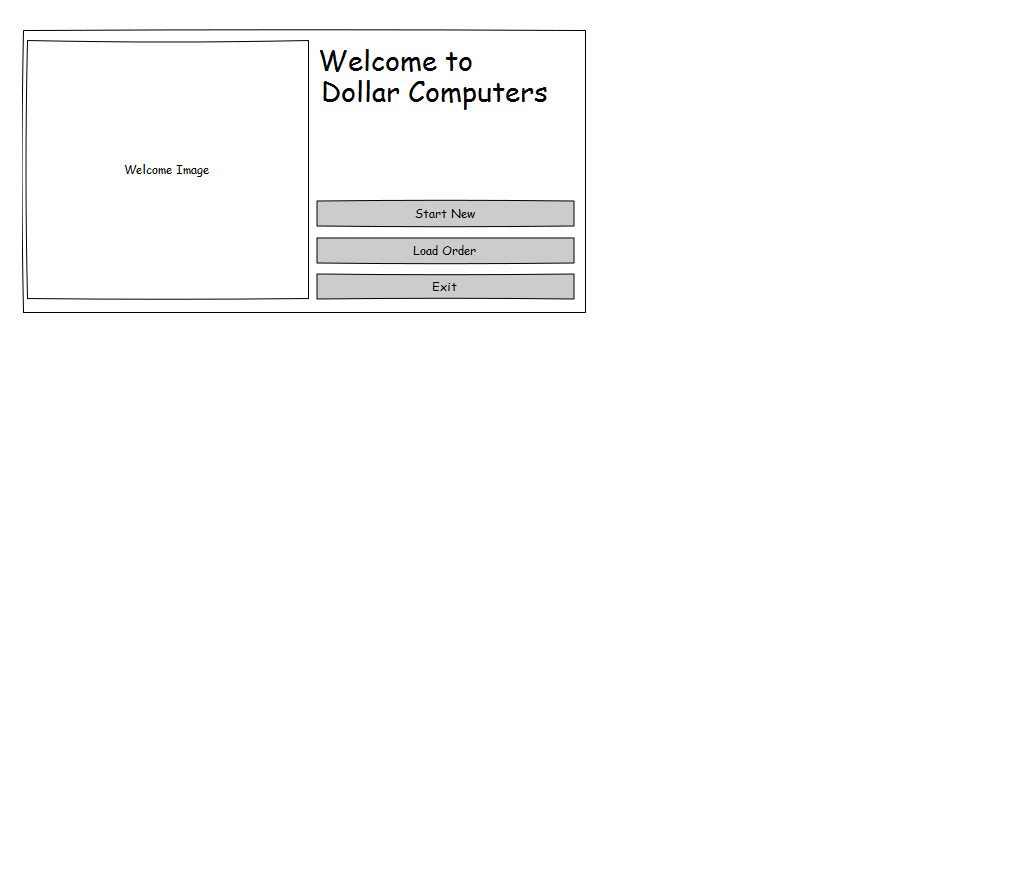 Welcome to
Dollar Computers
Welcome Image
Start New
Load Order
Exit